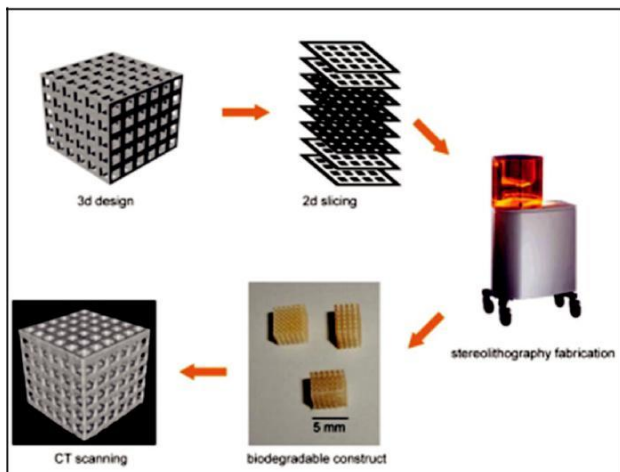 3d design
2d slicing
stereolithography fabrication
5 mm
biodegradable construct
CT scanning